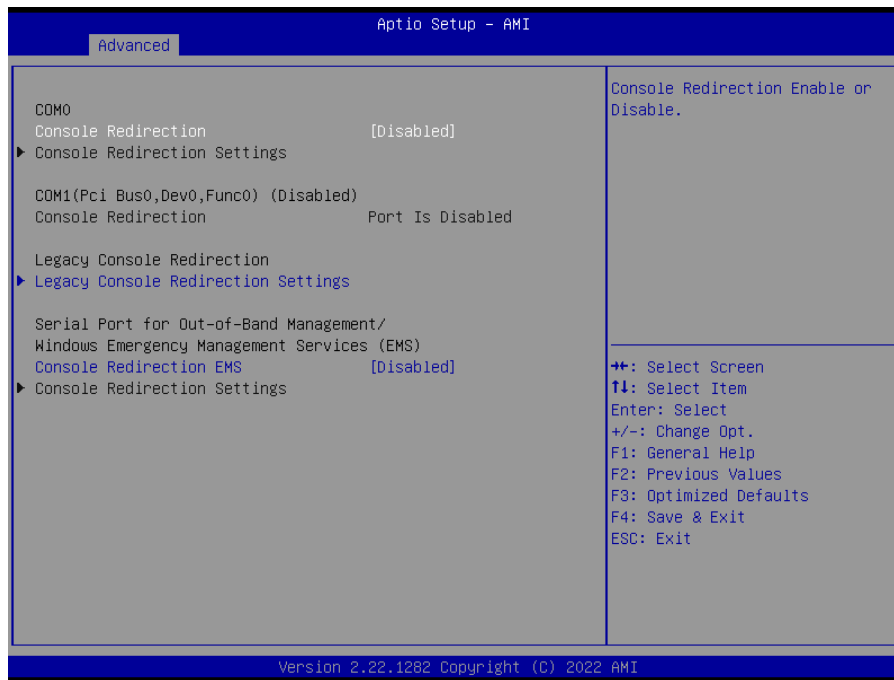 Aptio Setup – AMI
Advanced
COM0
Console Redirection [Disabled]
▶ Console Redirection Settings
COM1(Pci Bus0,Dev0,Func0) (Disabled)
Console Redirection Port Is Disabled
Legacy Console Redirection
▶ Legacy Console Redirection Settings
Serial Port for Out–of–Band Management/
Windows Emergency Management Services (EMS)
Console Redirection EMS [Disabled]
▶ Console Redirection Settings
Console Redirection Enable or
Disable.
→←: Select Screen
↑↓: Select Item
Enter: Select
+/–: Change Opt.
F1: General Help
F2: Previous Values
F3: Optimized Defaults
F4: Save & Exit
ESC: Exit
Version 2.22.1282 Copyright (C) 2022 AMI